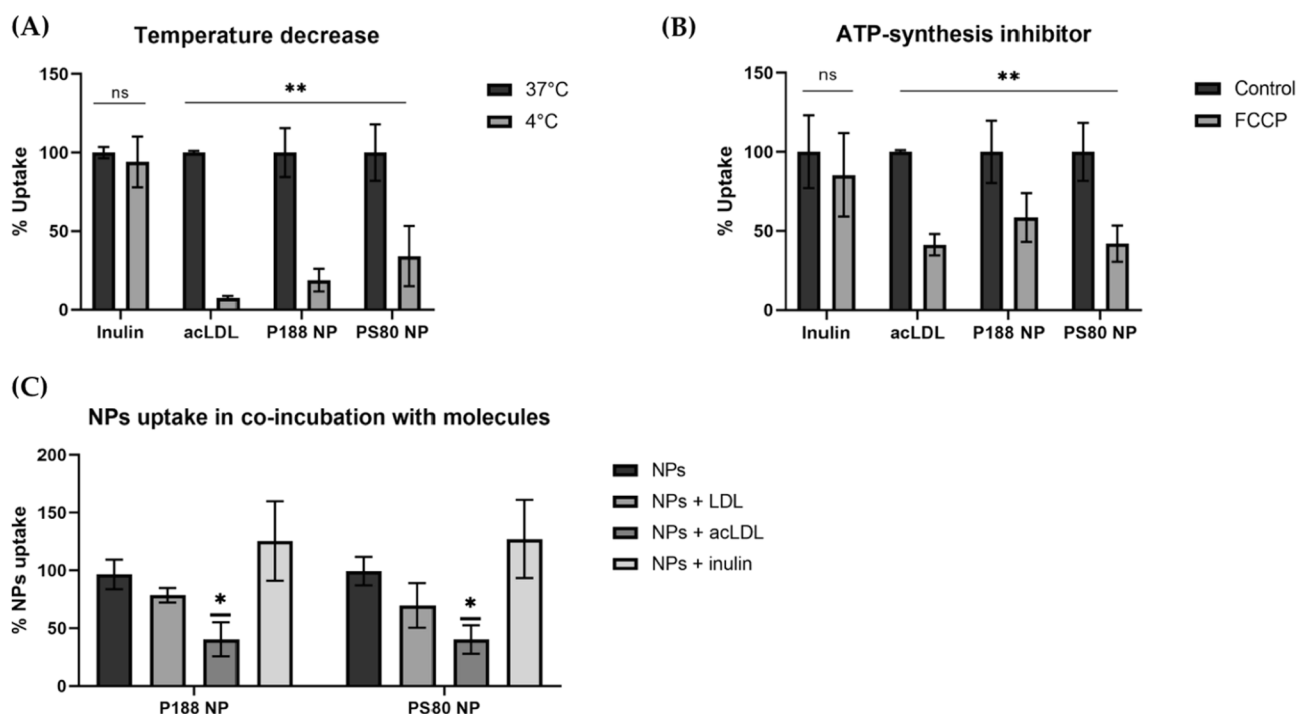 (A)
Temperature decrease
% Uptake
150
100
50
0
ns
**
37°C
4°C
Inulin
acLDL
P188 NP
PS80 NP
(B)
ATP-synthesis inhibitor
% Uptake
150
100
50
0
ns
**
Control
FCCP
Inulin
acLDL
P188 NP
PS80 NP
(C)
NPs uptake in co-incubation with molecules
% NPs uptake
200
150
100
50
0
*
*
NPs
NPs + LDL
NPs + acLDL
NPs + inulin
P188 NP
PS80 NP